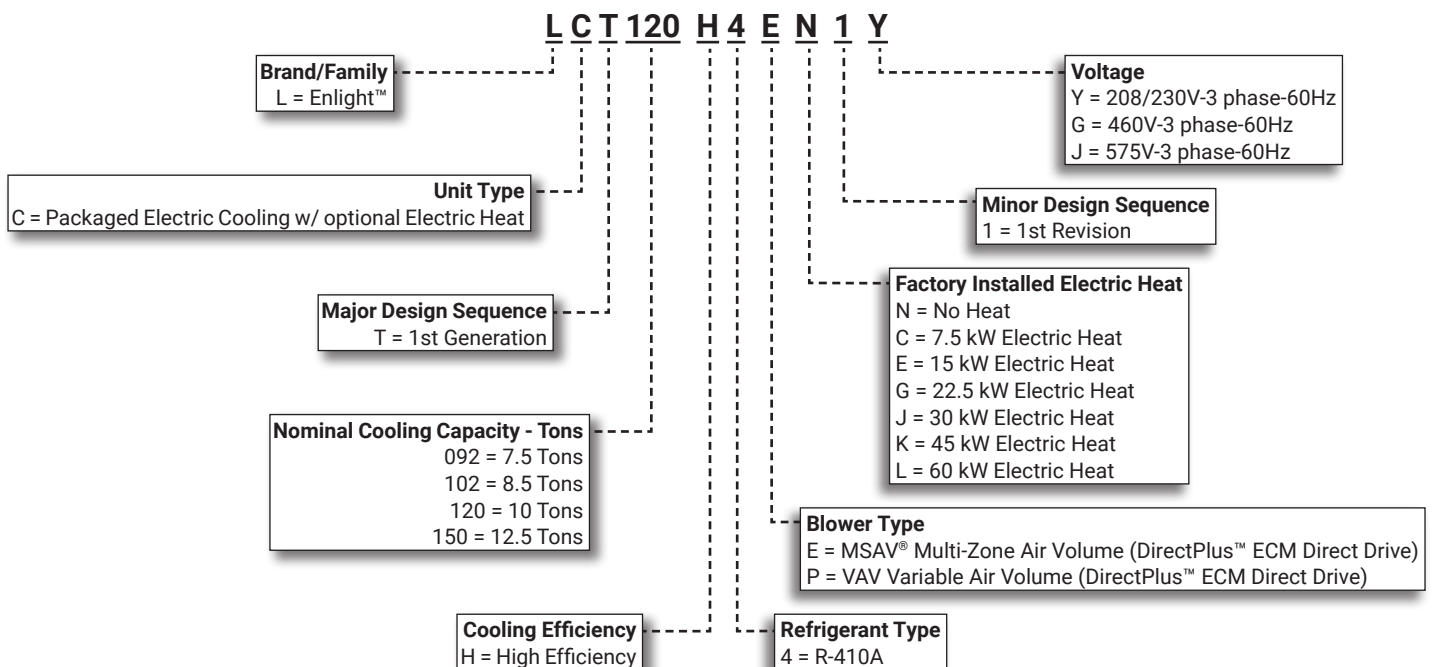 L C T 120 H 4 E N 1 Y
Brand/Family
L = Enlight™
Unit Type
C = Packaged Electric Cooling w/ optional Electric Heat
Major Design Sequence
T = 1st Generation
Nominal Cooling Capacity - Tons
092 = 7.5 Tons
102 = 8.5 Tons
120 = 10 Tons
150 = 12.5 Tons
Cooling Efficiency
H = High Efficiency
Refrigerant Type
4 = R-410A
Blower Type
E = MSAV® Multi-Zone Air Volume (DirectPlus™ ECM Direct Drive)
P = VAV Variable Air Volume (DirectPlus™ ECM Direct Drive)
Factory Installed Electric Heat
N = No Heat
C = 7.5 kW Electric Heat
E = 15 kW Electric Heat
G = 22.5 kW Electric Heat
J = 30 kW Electric Heat
K = 45 kW Electric Heat
L = 60 kW Electric Heat
Minor Design Sequence
1 = 1st Revision
Voltage
Y = 208/230V-3 phase-60Hz
G = 460V-3 phase-60Hz
J = 575V-3 phase-60Hz